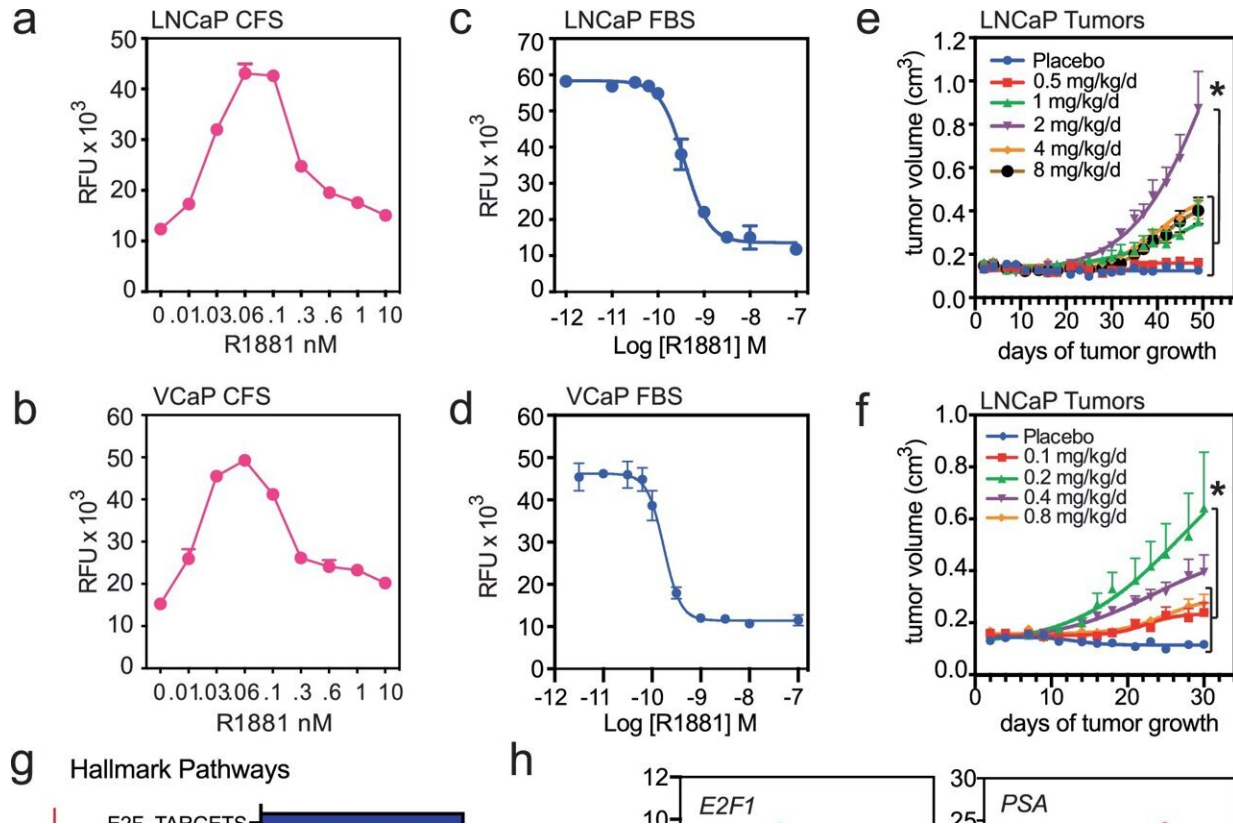 a
LNCaP CFS
50
40
30
20
10
0
RFU x 10³
0 .01 .03 .06 .1 .3 .6 1 10
R1881 nM
c
LNCaP FBS
70
60
50
40
30
20
10
0
RFU x 10³
-12 -11 -10 -9 -8 -7
Log [R1881] M
e
LNCaP Tumors
1.2
1.0
0.8
0.6
0.4
0.2
0.0
tumor volume (cm³)
Placebo
0.5 mg/kg/d
1 mg/kg/d
2 mg/kg/d
4 mg/kg/d
8 mg/kg/d
*
0 10 20 30 40 50
days of tumor growth
b
VCaP CFS
60
50
40
30
20
10
0
RFU x 10³
0 .01 .03 .06 .1 .3 .6 1 10
R1881 nM
d
VCaP FBS
60
50
40
30
20
10
0
RFU x 10³
-12 -11 -10 -9 -8 -7
Log [R1881] M
f
LNCaP Tumors
1.0
0.8
0.6
0.4
0.2
0.0
tumor volume (cm³)
Placebo
0.1 mg/kg/d
0.2 mg/kg/d
0.4 mg/kg/d
0.8 mg/kg/d
*
0 10 20 30
days of tumor growth
g
Hallmark Pathways
E2F_TARGETS
h
12
10
E2F1
30
25
PSA